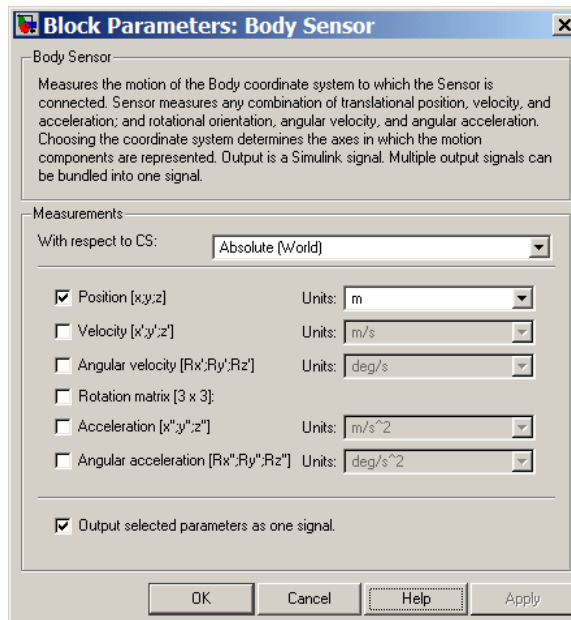 Block Parameters: Body Sensor
Body Sensor
Measures the motion of the Body coordinate system to which the Sensor is
connected. Sensor measures any combination of translational position, velocity, and
acceleration; and rotational orientation, angular velocity, and angular acceleration.
Choosing the coordinate system determines the axes in which the motion
components are represented. Output is a Simulink signal. Multiple output signals can
be bundled into one signal.
Measurements
With respect to CS: Absolute (World)
Position [x;y;z] Units: m
Velocity [x';y';z'] Units: m/s
Angular velocity [Rx';Ry';Rz'] Units: deg/s
Rotation matrix [3 x 3]:
Acceleration [x";y";z"] Units: m/s^2
Angular acceleration [Rx";Ry";Rz"] Units: deg/s^2
Output selected parameters as one signal.
OK Cancel Help Apply